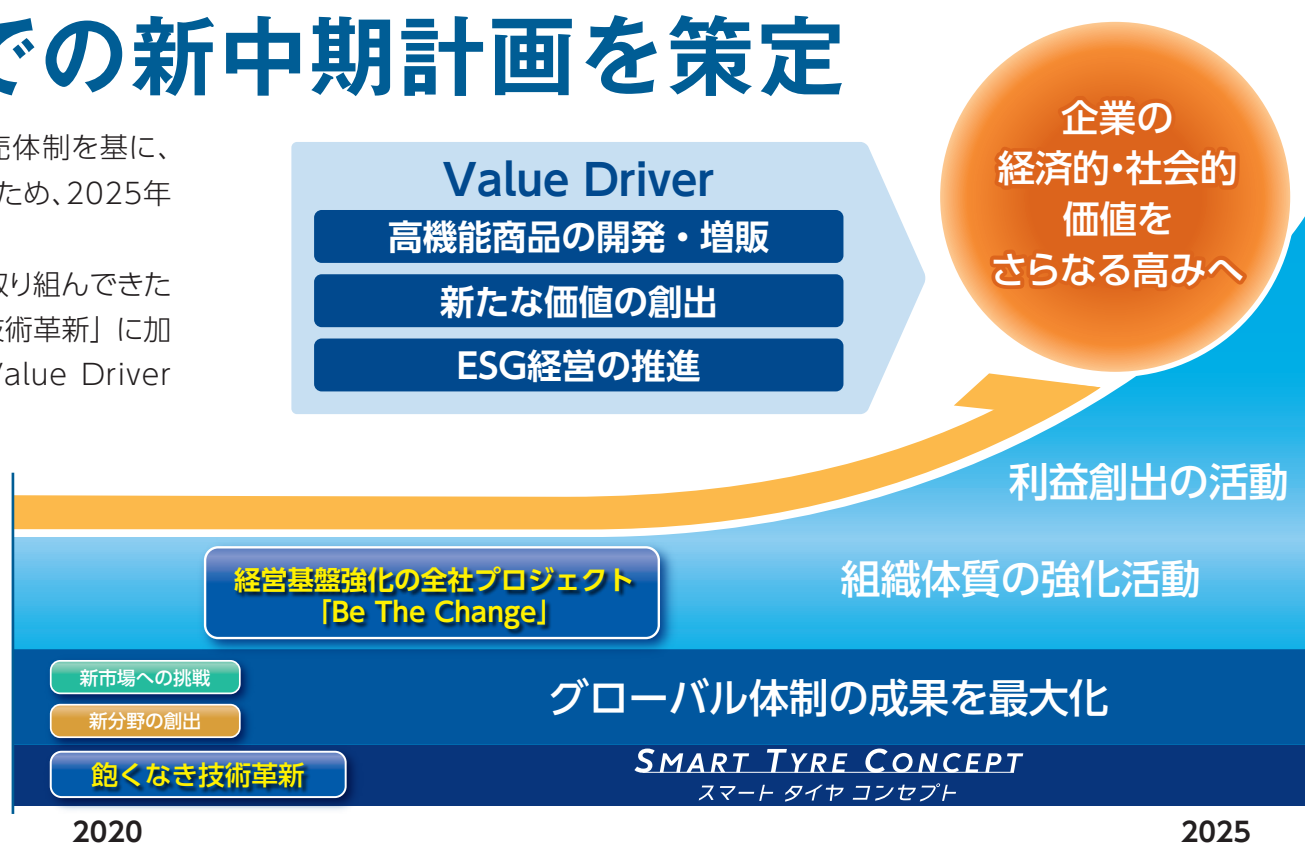 での新中期計画を策定
売体制を基に、
ため、2025年
取り組んできた
技術革新」に加
Value Driver
Value Driver
高機能商品の開発・増販
新たな価値の創出
ESG経営の推進
企業の
経済的・社会的
価値を
さらなる高みへ
利益創出の活動
組織体質の強化活動
経営基盤強化の全社プロジェクト
「Be The Change」
新市場への挑戦
新分野の創出
グローバル体制の成果を最大化
飽くなき技術革新
SMART TYRE CONCEPT
スマート タイヤ コンセプト
2020
2025